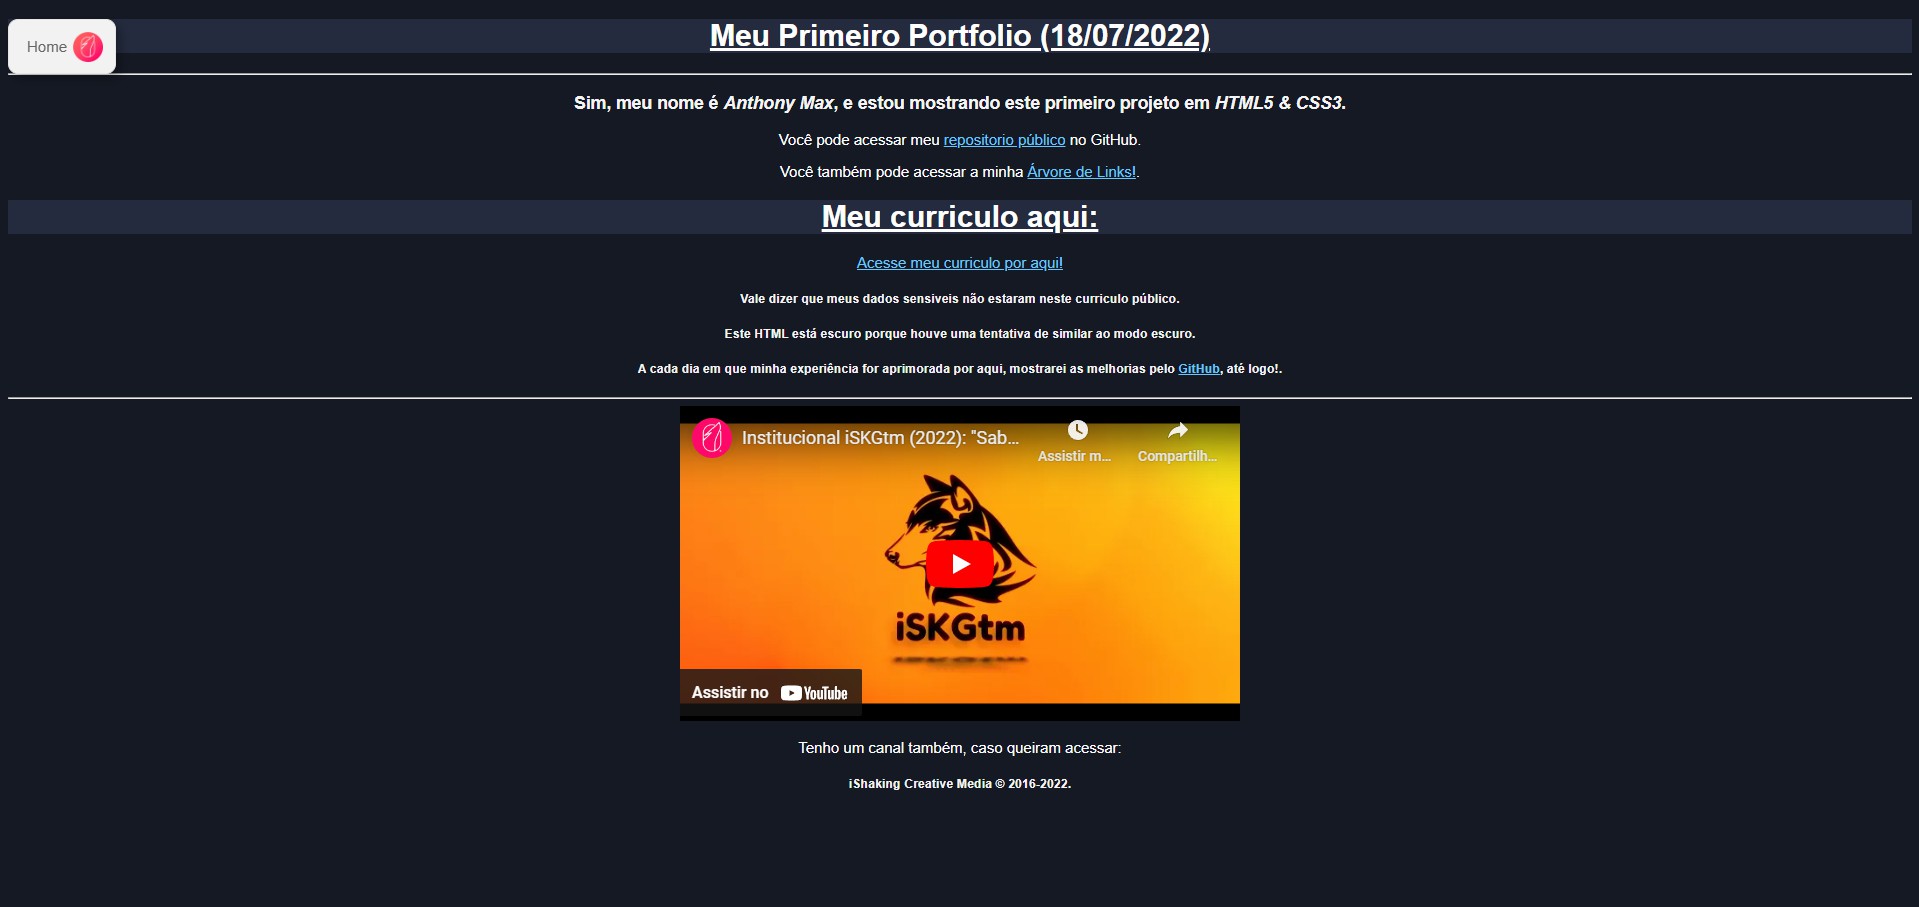 Home
Meu Primeiro Portfolio (18/07/2022)
Sim, meu nome é Anthony Max, e estou mostrando este primeiro projeto em HTML5 & CSS3.
Você pode acessar meu repositorio público no GitHub.
Você também pode acessar a minha Árvore de Links!.
Meu curriculo aqui:
Acesse meu curriculo por aqui!
Vale dizer que meus dados sensiveis não estaram neste curriculo público.
Este HTML está escuro porque houve uma tentativa de similar ao modo escuro.
A cada dia em que minha experiência for aprimorada por aqui, mostrarei as melhorias pelo GitHub, até logo!.
Institucional iSKGtm (2022): "Sab...
Assistir m...
Compartilh...
iSKGtm
Assistir no YouTube
Tenho um canal também, caso queiram acessar:
iShaking Creative Media © 2016-2022.